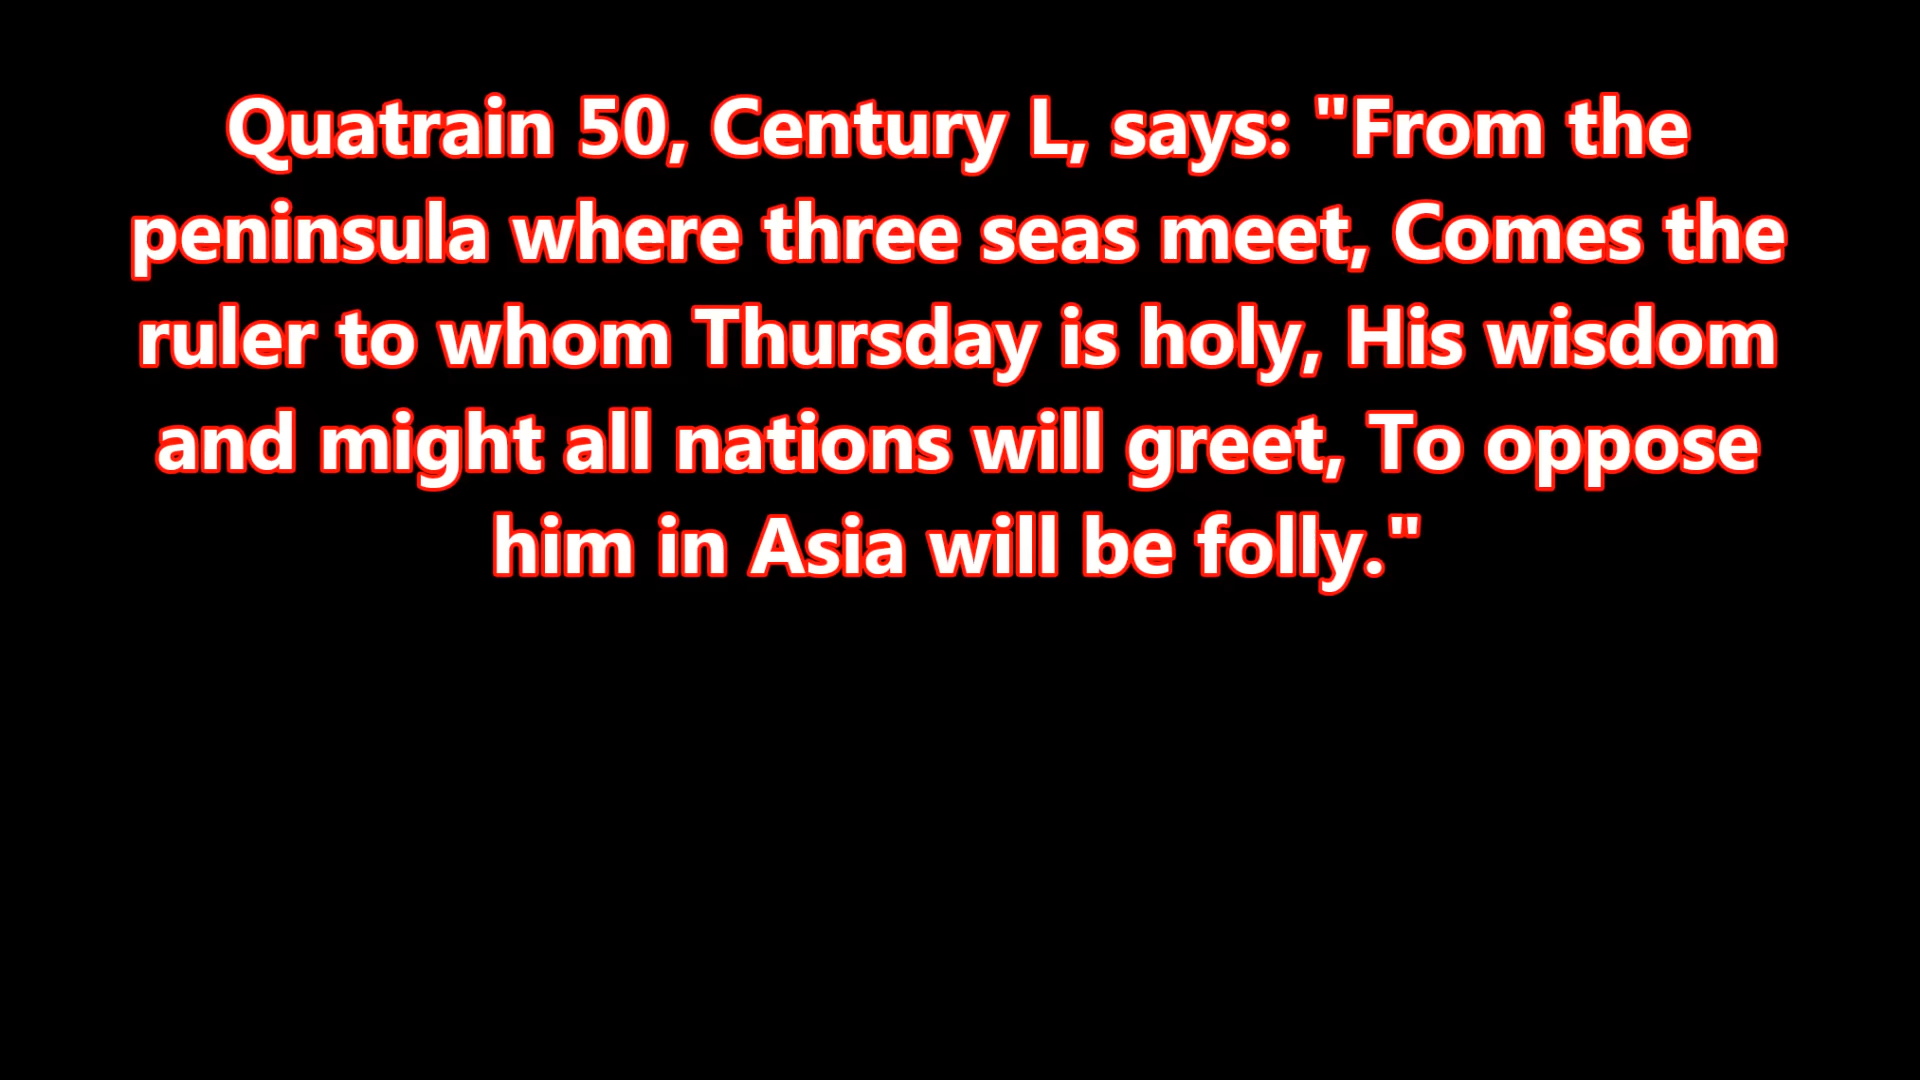 Quatrain 50, Century L, says: "From the
peninsula where three seas meet, Comes the
ruler to whom Thursday is holy, His wisdom
and might all nations will greet, To oppose
him in Asia will be folly."